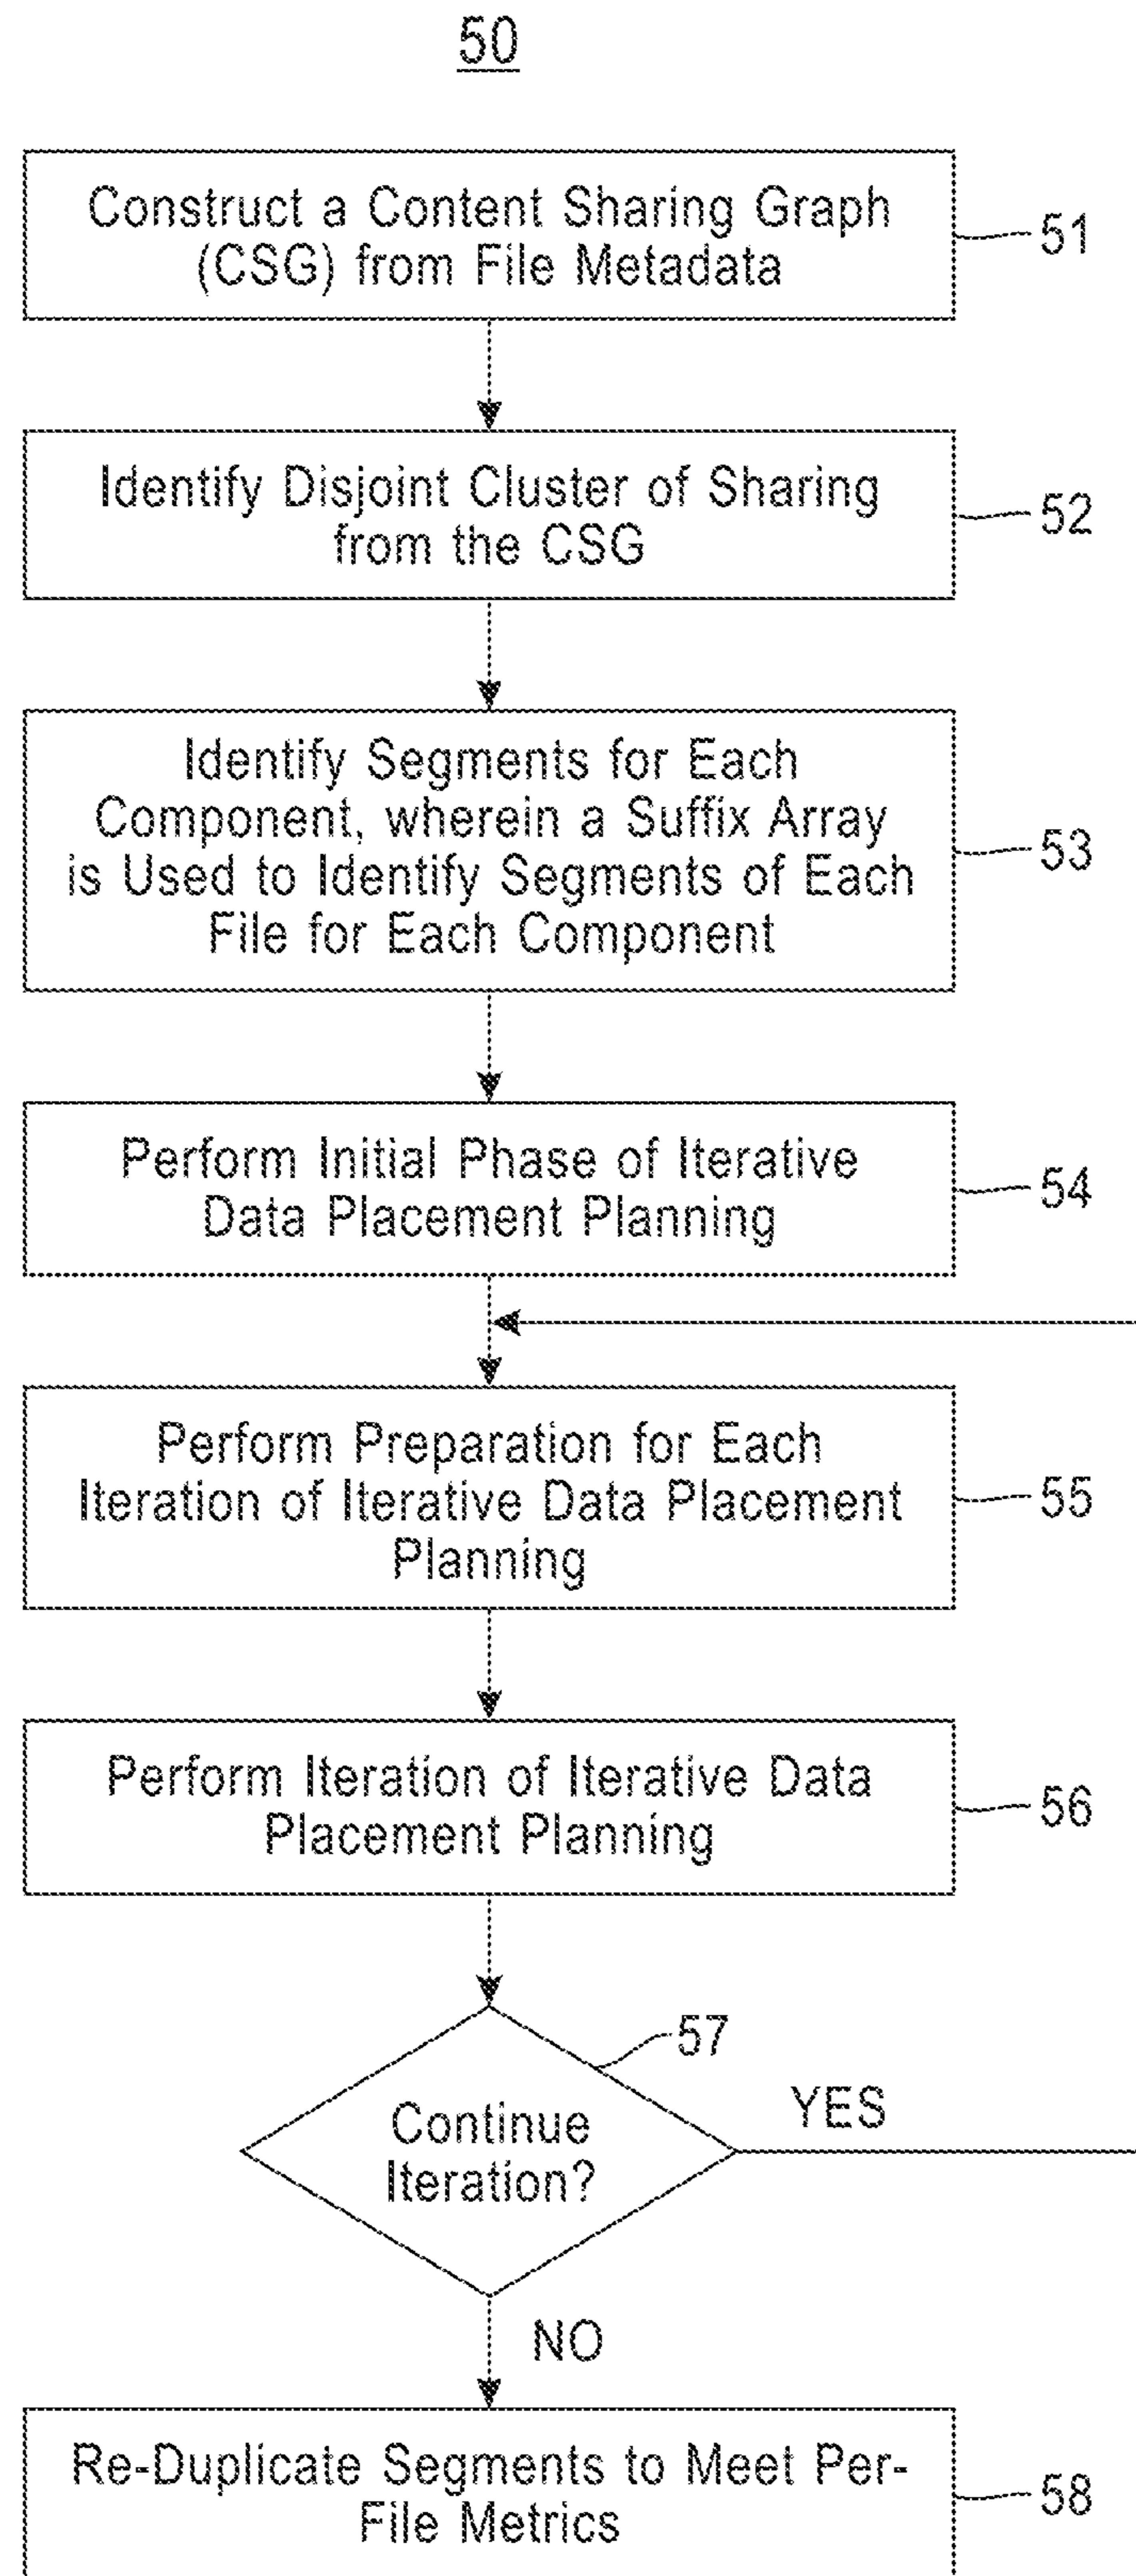 50
Construct a Content Sharing Graph
(CSG) from File Metadata
51
Identify Disjoint Cluster of Sharing
from the CSG
52
Identify Segments for Each
Component, wherein a Suffix Array
is Used to Identify Segments of Each
File for Each Component
53
Perform Initial Phase of Iterative
Data Placement Planning
54
Perform Preparation for Each
Iteration of Iterative Data Placement
Planning
55
Perform Iteration of Iterative Data
Placement Planning
56
57
Continue
Iteration?
YES
NO
Re-Duplicate Segments to Meet Per-
File Metrics
58